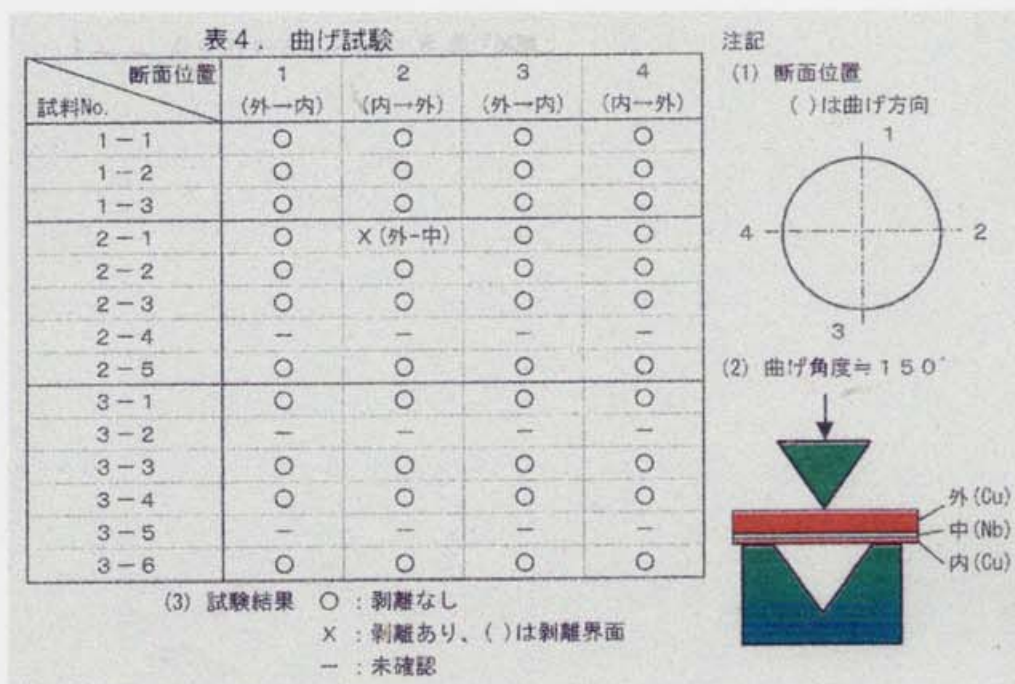 表4. 曲げ試験
断面位置 1 2 3 4
試料No. (外→内) (内→外) (外→内) (内→外)
1-1 ○ ○ ○ ○
1-2 ○ ○ ○ ○
1-3 ○ ○ ○ ○
2-1 ○ X(外-中) ○ ○
2-2 ○ ○ ○ ○
2-3 ○ ○ ○ ○
2-4 － － － －
2-5 ○ ○ ○ ○
3-1 ○ ○ ○ ○
3-2 － － － －
3-3 ○ ○ ○ ○
3-4 ○ ○ ○ ○
3-5 － － － －
3-6 ○ ○ ○ ○
(3) 試験結果 ○ : 剥離なし
X : 剥離あり、( )は剥離界面
－ : 未確認
注記
(1) 断面位置
( )は曲げ方向
1
4
2
3
(2) 曲げ角度≒150°
外(Cu)
中(Nb)
内(Cu)